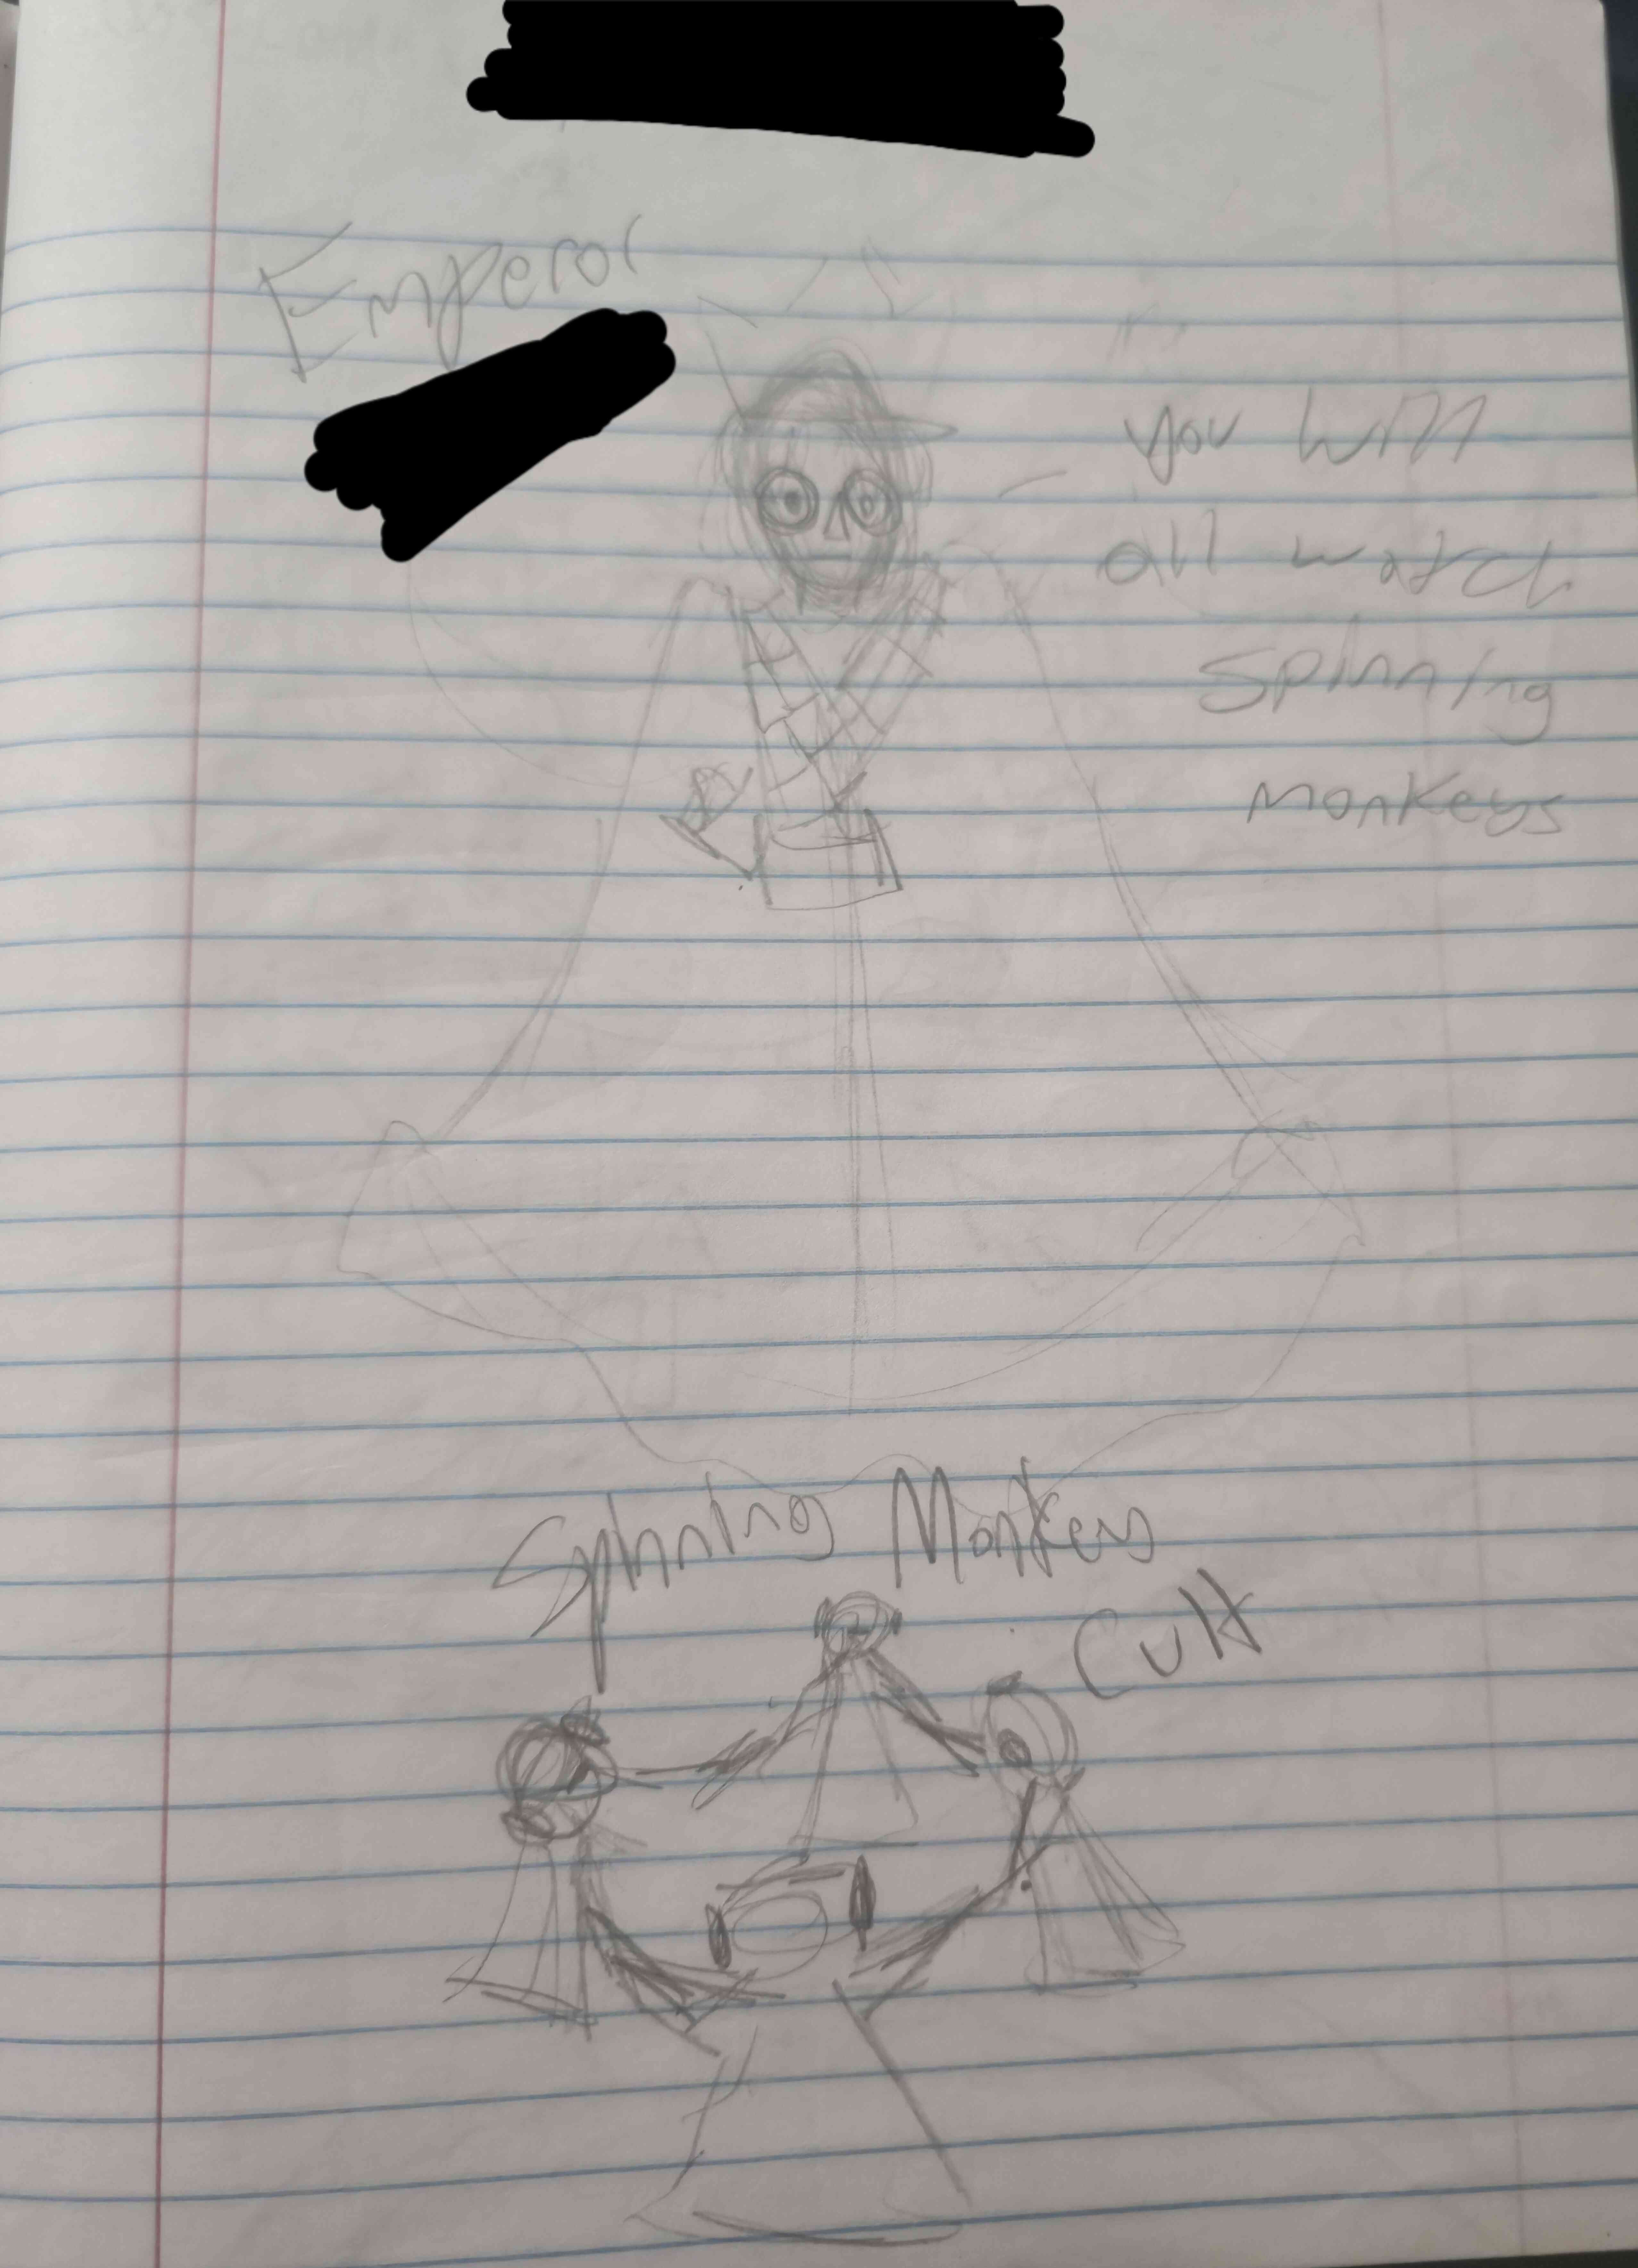 Emperor
you will
all watch
spinning
monkeys
Spinning Monkeys
Cult